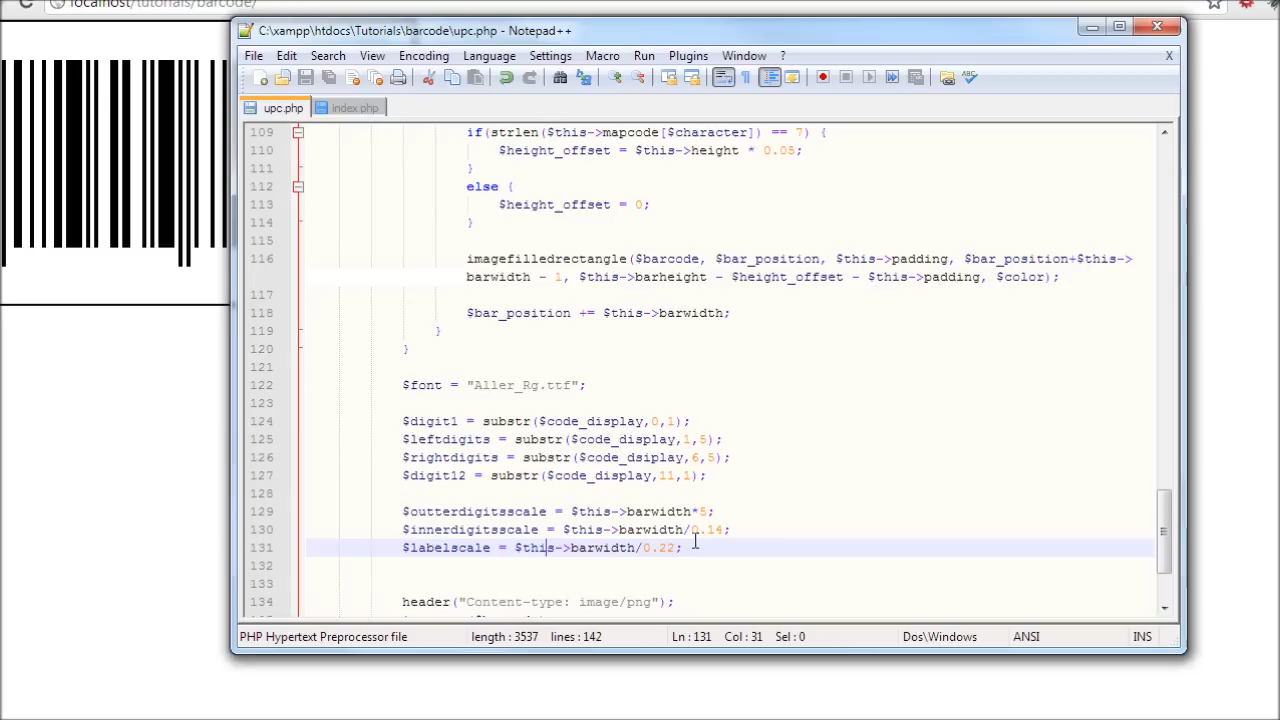 localhost/tutorials/barcode/
C:\xampp\htdocs\Tutorials\barcode\upc.php - Notepad++
File Edit Search View Encoding Language Settings Macro Run Plugins Window ? X
upc.php index.php
109 if(strlen($this->mapcode[$character]) == 7) {
110 $height_offset = $this->height * 0.05;
111 }
112 else {
113 $height_offset = 0;
114 }
115
116 imagefilledrectangle($barcode, $bar_position, $this->padding, $bar_position+$this->
barwidth - 1, $this->barheight - $height_offset - $this->padding, $color);
117
118 $bar_position += $this->barwidth;
119 }
120 }
121
122 $font = "Aller_Rg.ttf";
123
124 $digit1 = substr($code_display,0,1);
125 $leftdigits = substr($code_display,1,5);
126 $rightdigits = substr($code_dsiplay,6,5);
127 $digit12 = substr($code_display,11,1);
128
129 $outterdigitsscale = $this->barwidth*5;
130 $innerdigitsscale = $this->barwidth/0.14;
131 $labelscale = $this->barwidth/0.22;
132
133
134 header("Content-type: image/png");
PHP Hypertext Preprocessor file length : 3537 lines : 142 Ln : 131 Col : 31 Sel : 0 Dos\Windows ANSI INS